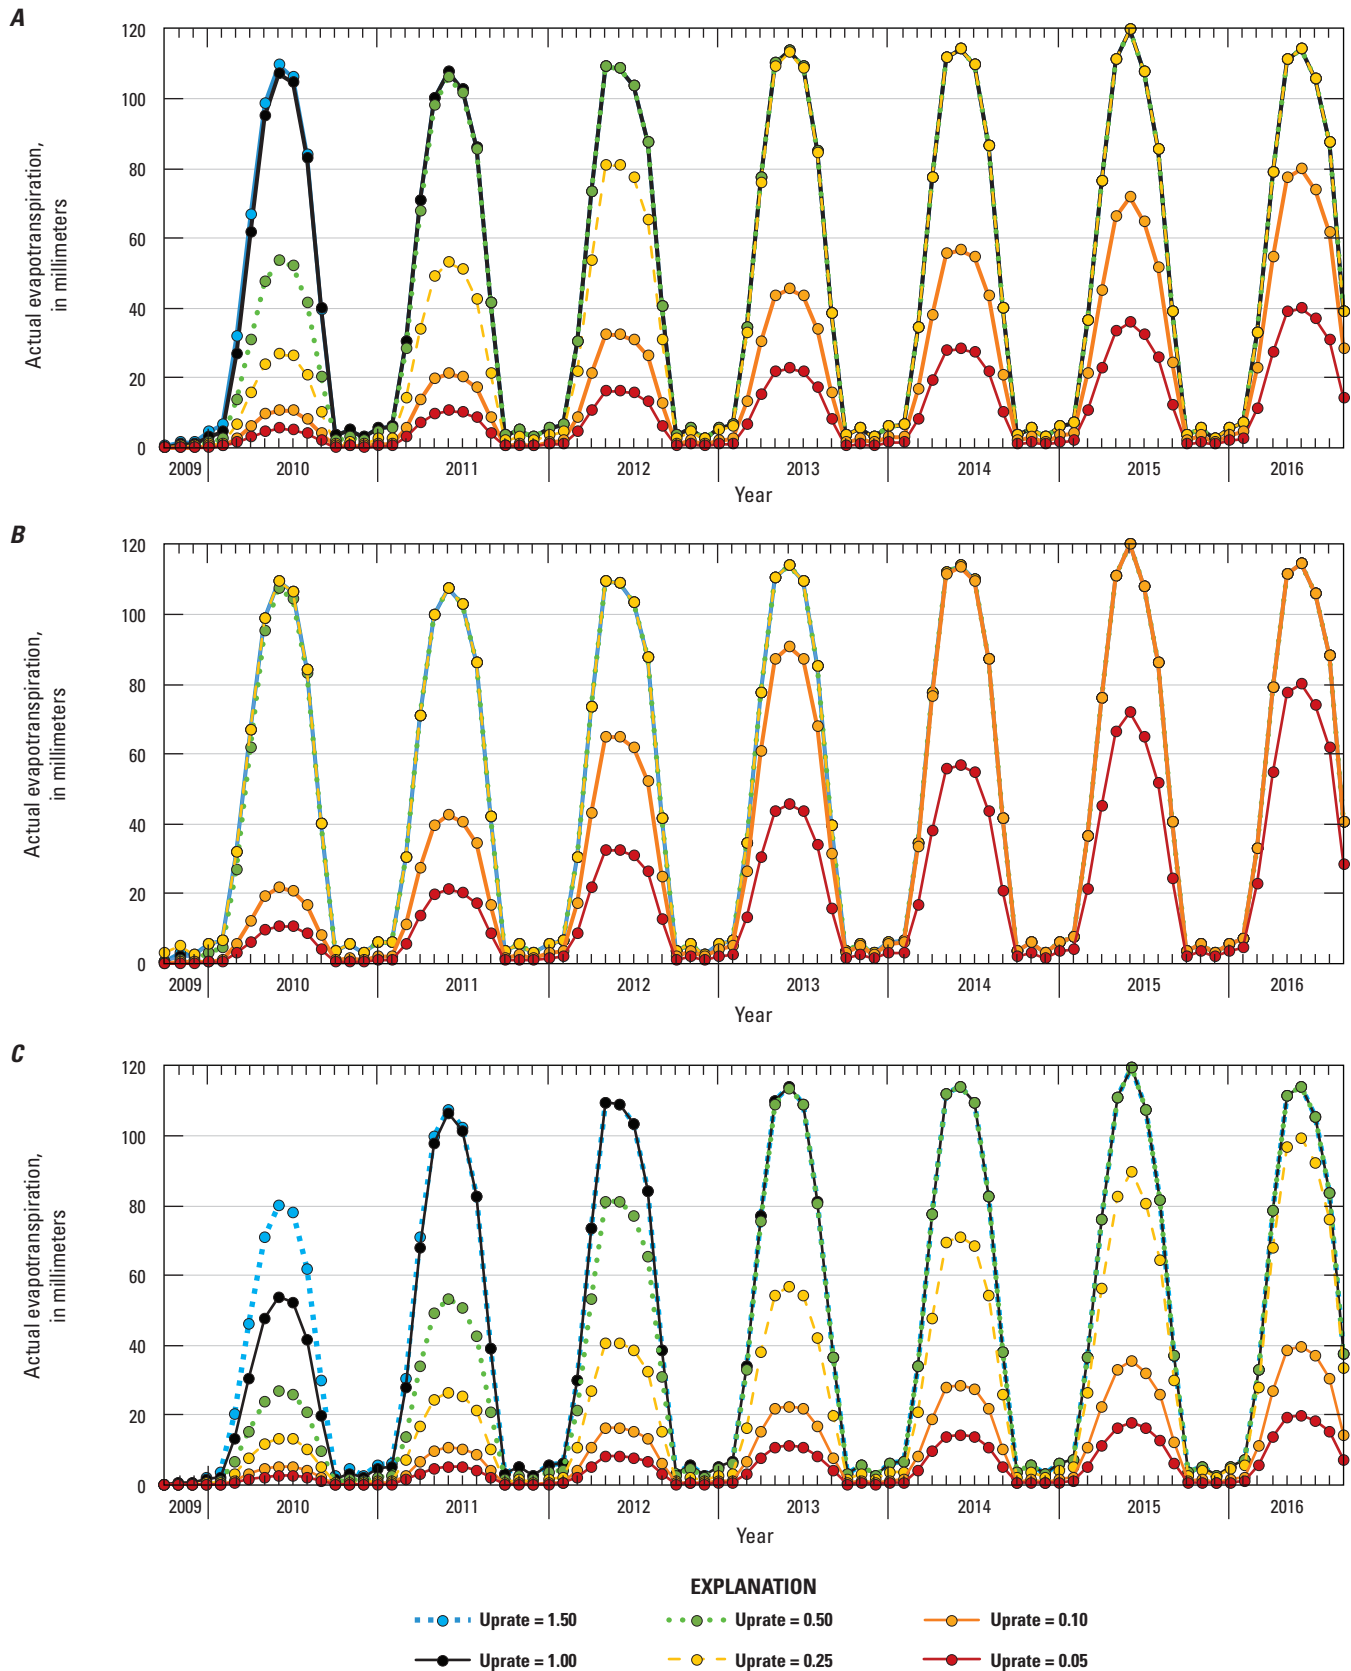 A
120
100
80
60
40
20
0
Actual evapotranspiration,
in millimeters
2009 2010 2011 2012 2013 2014 2015 2016
Year
B
120
100
80
60
40
20
0
Actual evapotranspiration,
in millimeters
2009 2010 2011 2012 2013 2014 2015 2016
Year
C
120
100
80
60
40
20
0
Actual evapotranspiration,
in millimeters
2009 2010 2011 2012 2013 2014 2015 2016
Year
EXPLANATION
Uprate = 1.50 Uprate = 0.50 Uprate = 0.10
Uprate = 1.00 Uprate = 0.25 Uprate = 0.05